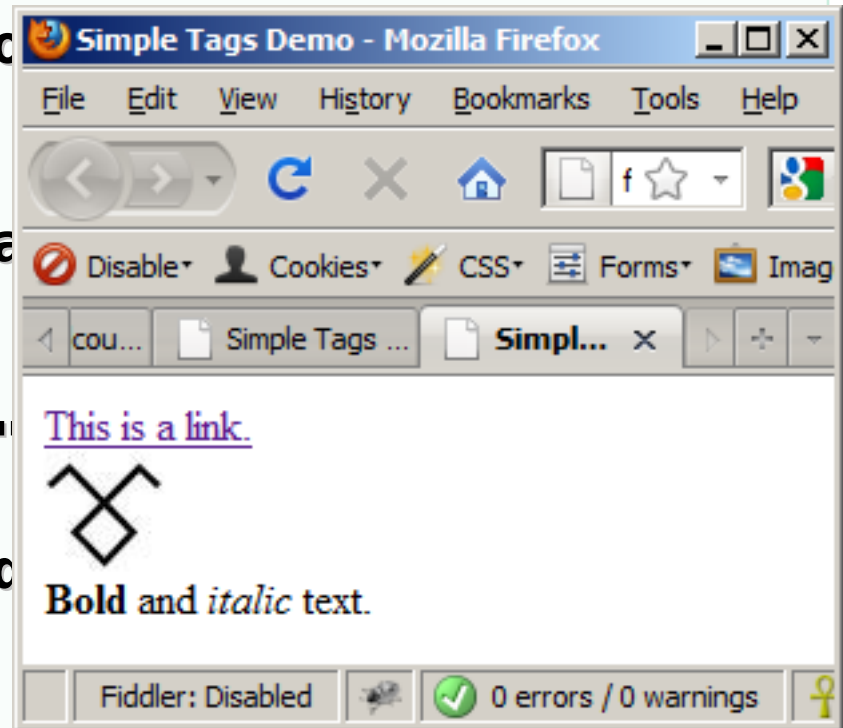 Simple Tags Demo - Mozilla Firefox
File Edit View History Bookmarks Tools Help
f
Disable Cookies CSS Forms Imag
cou... Simple Tags ... Simpl...
This is a link.
Bold and italic text.
Fiddler: Disabled 0 errors / 0 warnings